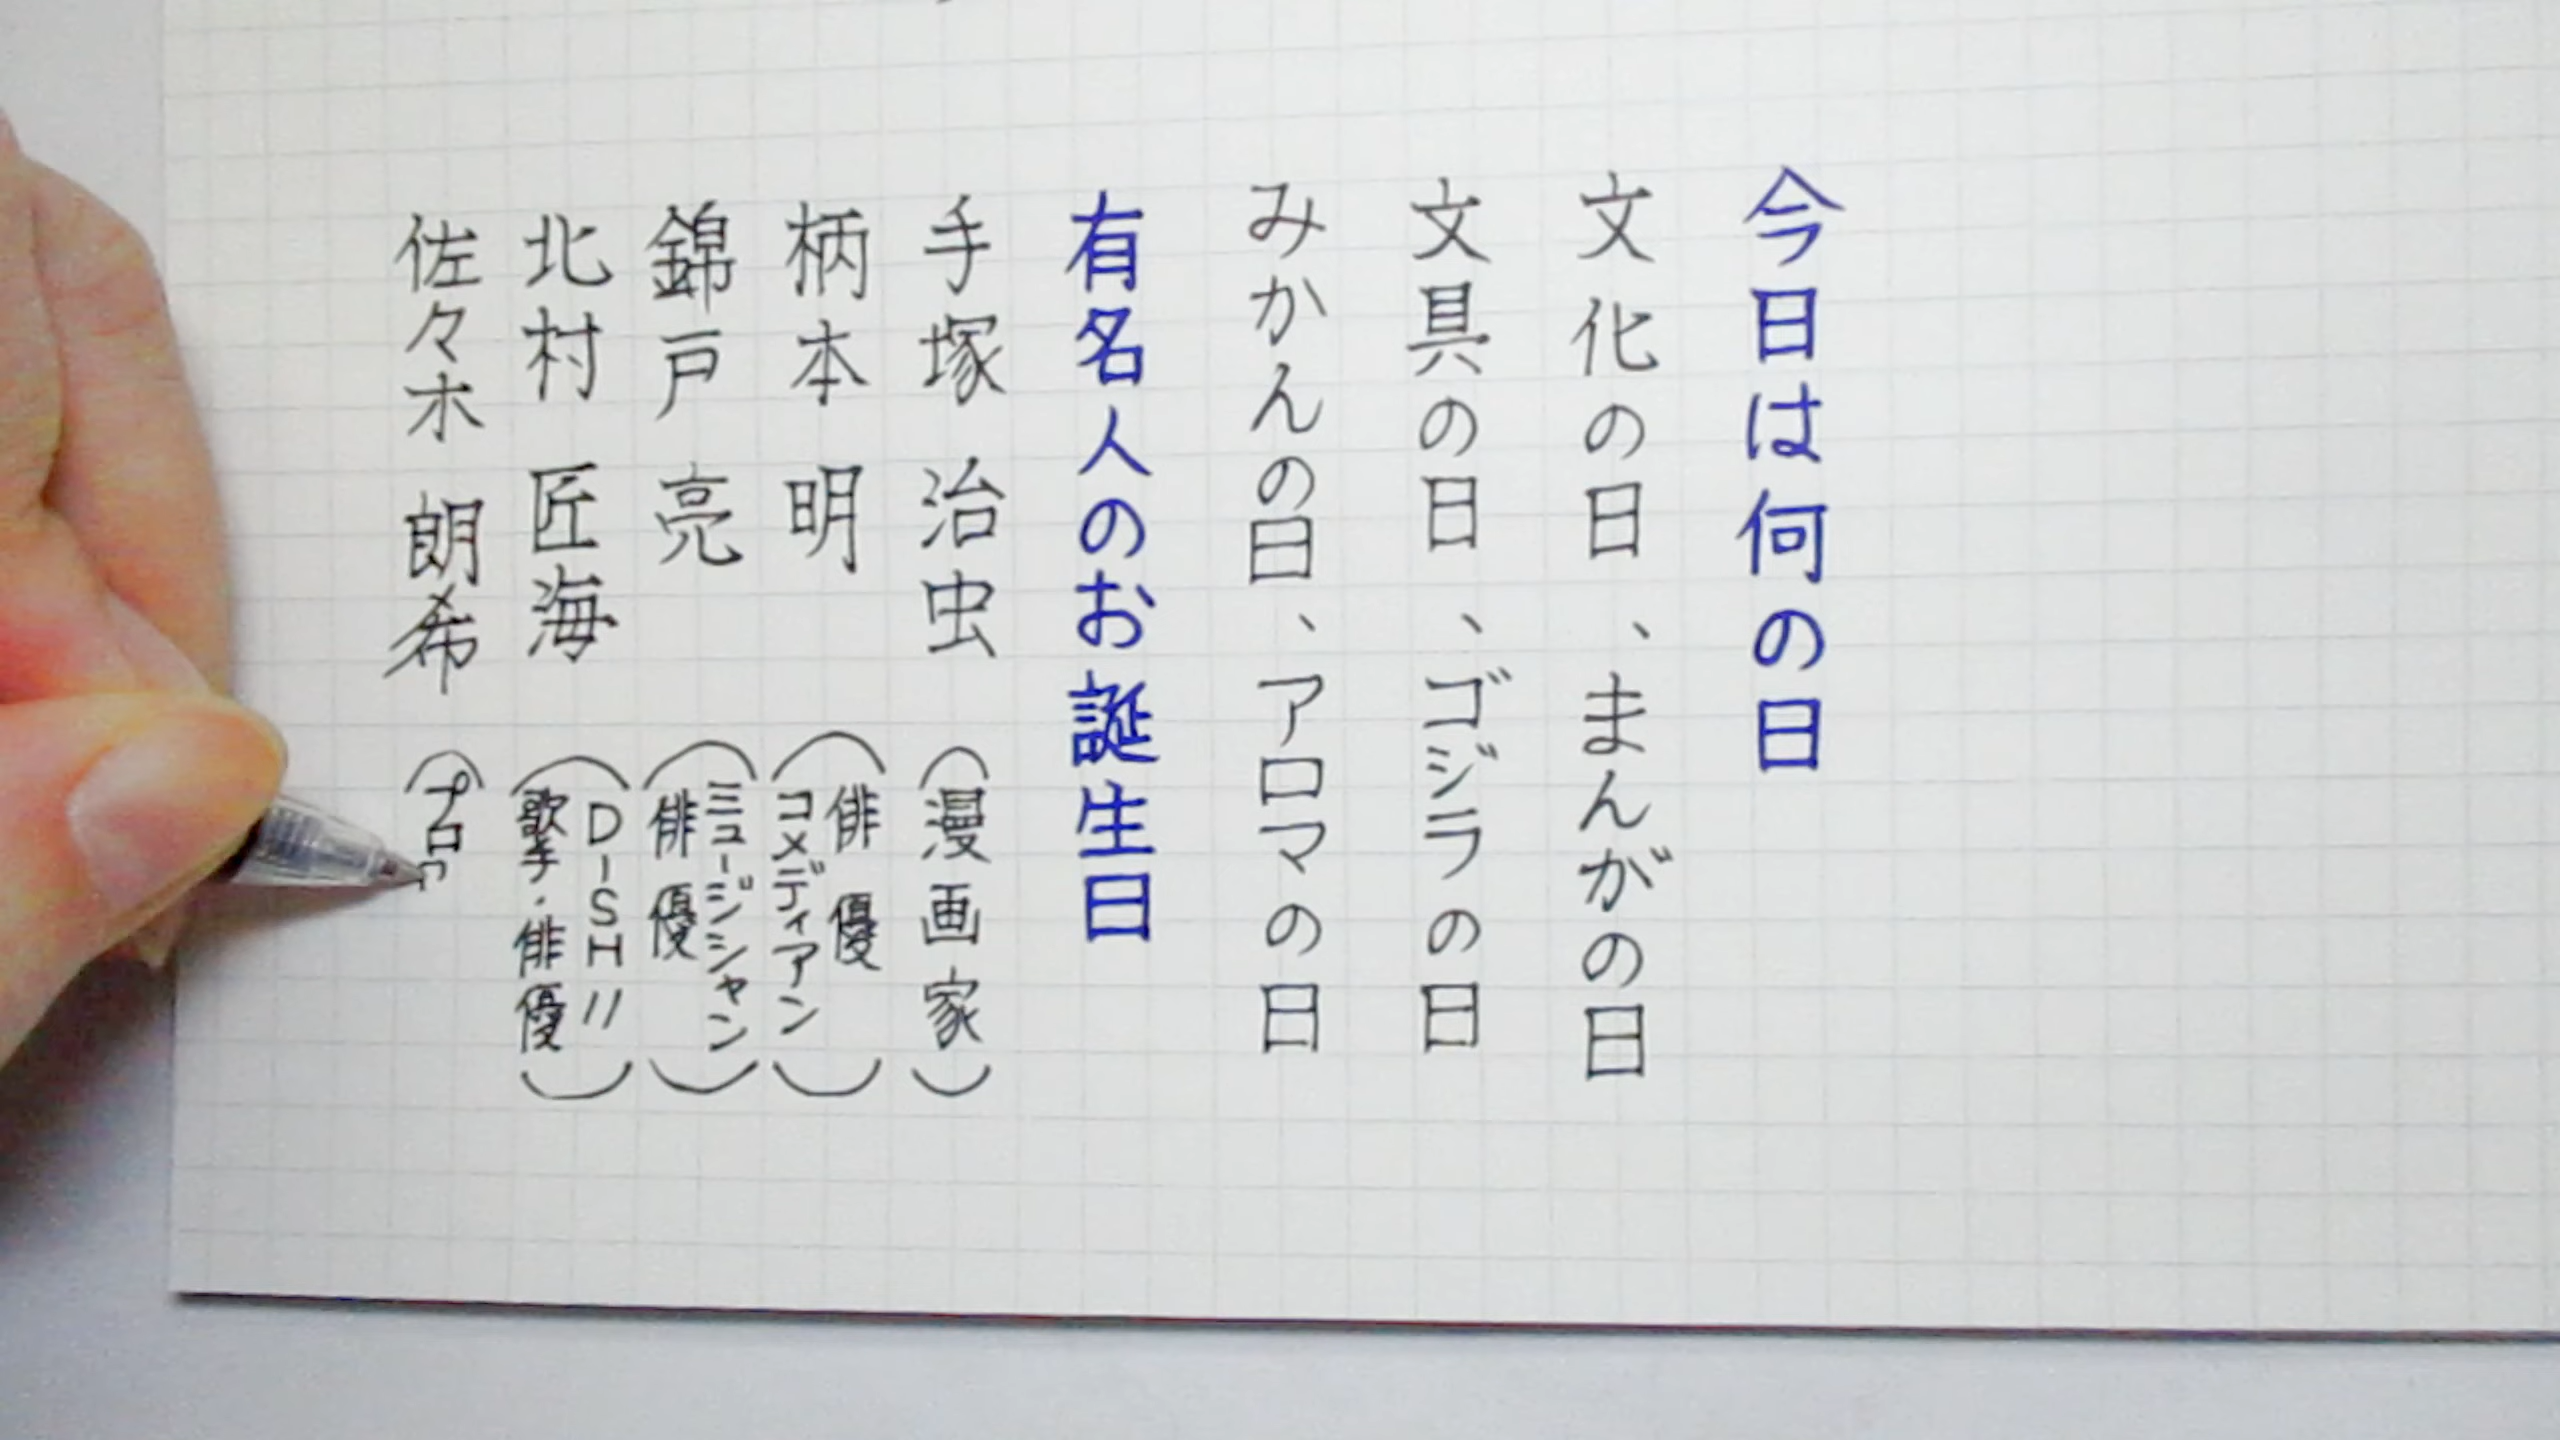 今日は何の日
文化の日、まんがの日
文具の日、ゴジラの日
みかんの日、アロマの日
有名人のお誕生日
手塚 治虫 (漫画家)
柄本 明 (俳優 コメディアン)
錦戸 亮 (ミュージシャン 俳優)
北村 匠海 (DISH// 歌手・俳優)
佐々木 朗希 (プロ